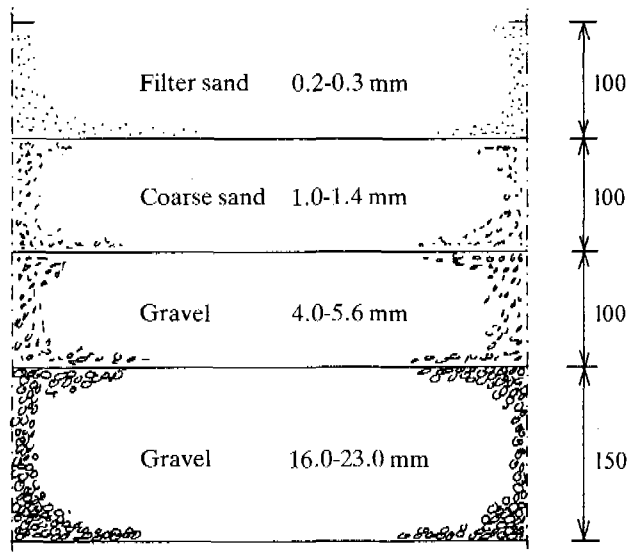 Filter sand 0.2-0.3 mm 100
Coarse sand 1.0-1.4 mm 100
Gravel 4.0-5.6 mm 100
Gravel 16.0-23.0 mm 150